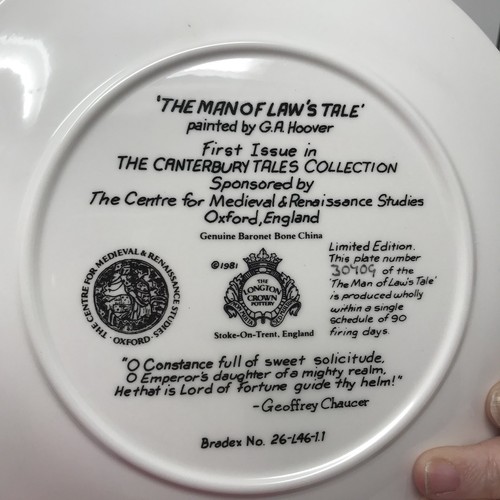 'THE MAN OF LAW'S TALE'
painted by G.A. Hoover
First Issue in
THE CANTERBURY TALES COLLECTION
Sponsored by
The Centre for Medieval & Renaissance Studies
Oxford, England
Genuine Baronet Bone China
THE CENTRE FOR MEDIEVAL & RENAISSANCE STUDIES
· OXFORD ·
©1981
THE
LONGTON
CROWN
POTTERY
Stoke-On-Trent, England
Limited Edition.
This plate number
30409 of the
'The Man of Law's Tale'
is produced wholly
within a single
schedule of 90
firing days.
"O Constance full of sweet solicitude,
O Emperor's daughter of a mighty realm,
He that is Lord of fortune guide thy helm!"
-Geoffrey Chaucer
Bradex No. 26-L46-1.1